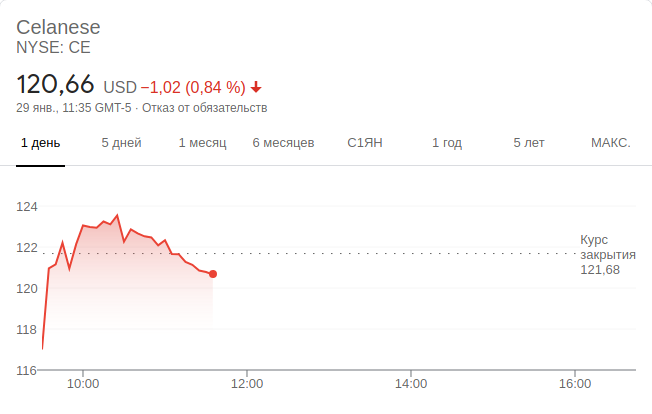 Celanese
NYSE: CE
120,66 USD −1,02 (0,84 %)
29 янв., 11:35 GMT-5 · Отказ от обязательств
1 день 5 дней 1 месяц 6 месяцев С1ЯН 1 год 5 лет МАКС.
124
122
120
118
116
Курс
закрытия
121,68
10:00 12:00 14:00 16:00